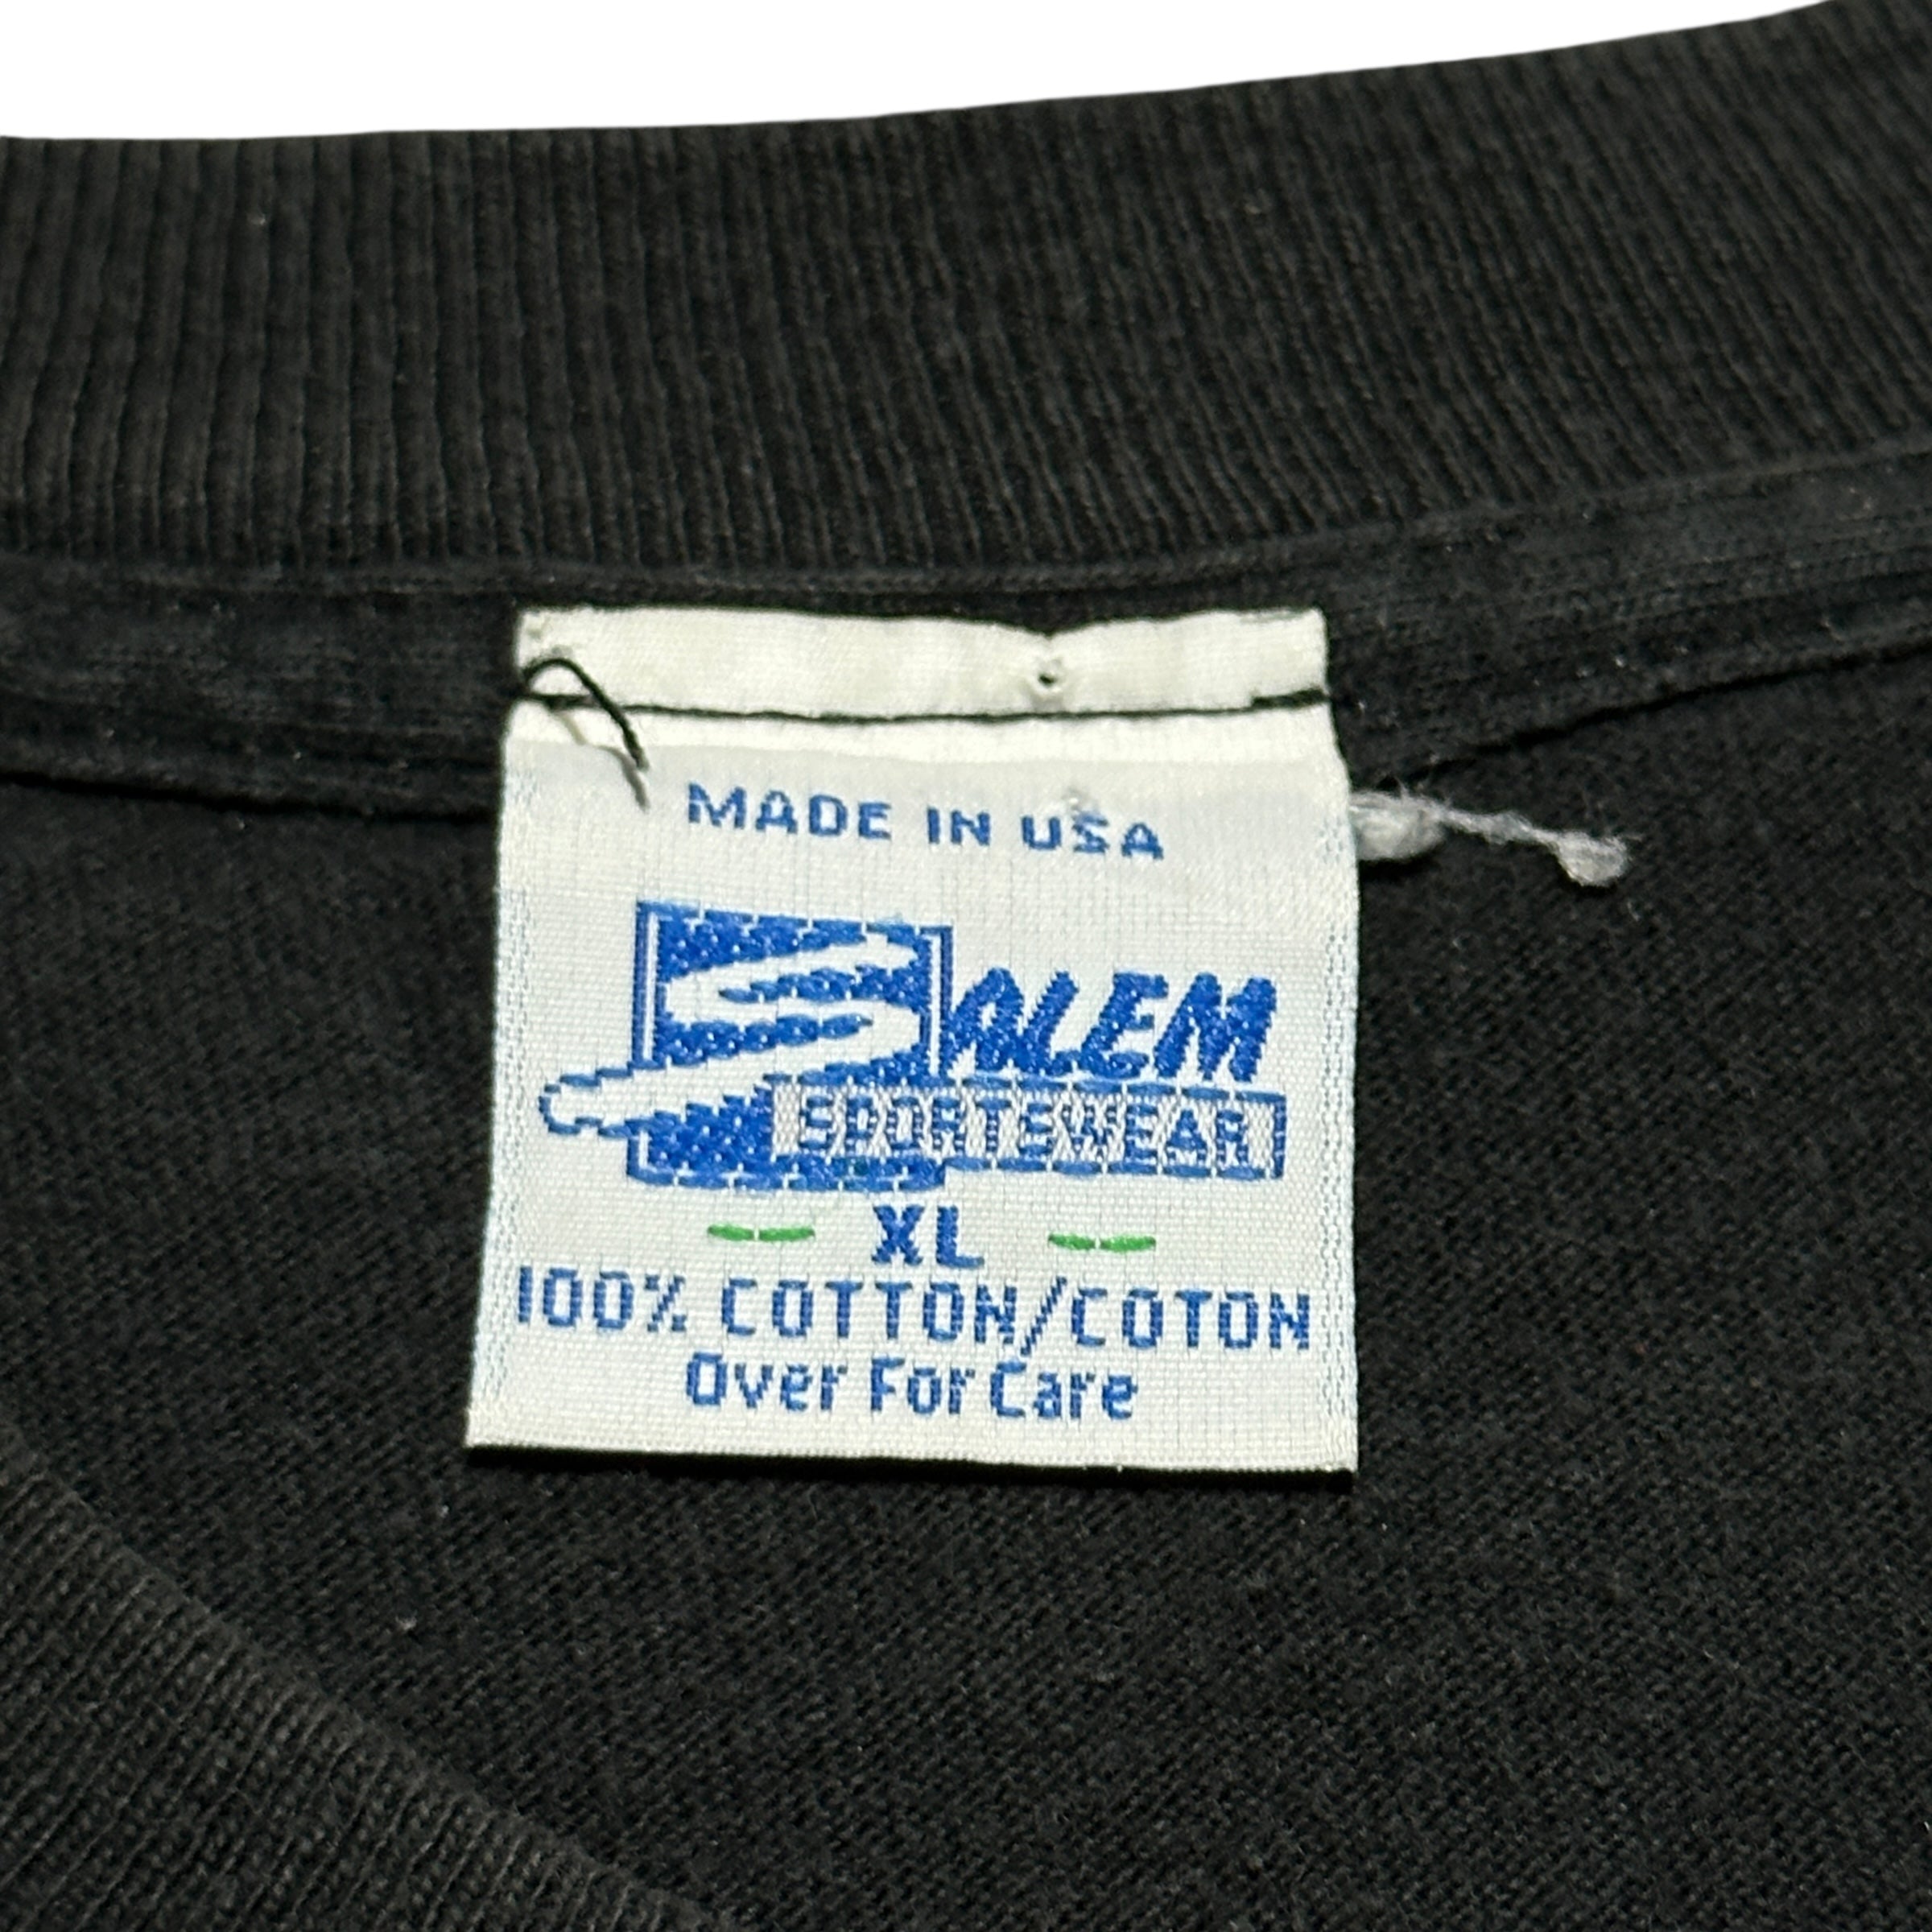 MADE IN USA
SALEM
SPORTSWEAR
XL
100% COTTON/COTON
Over For Care